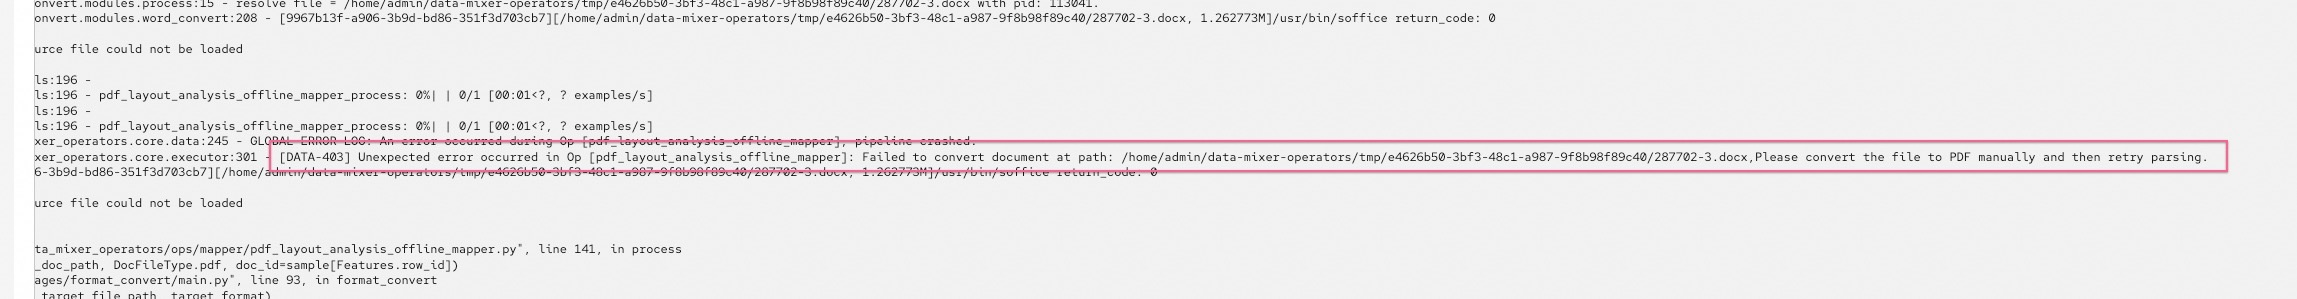 onvert.modules.process:15 - resolve file = /home/admin/data-mixer-operators/tmp/e4626b50-3bf3-48c1-a987-9f8b98f89c40/287702-3.docx with pid: 113041.
onvert.modules.word_convert:208 - [9967b13f-a906-3b9d-bd86-351f3d703cb7][/home/admin/data-mixer-operators/tmp/e4626b50-3bf3-48c1-a987-9f8b98f89c40/287702-3.docx, 1.262773M]/usr/bin/soffice return_code: 0
urce file could not be loaded
ls:196 -
ls:196 - pdf_layout_analysis_offline_mapper_process: 0%| | 0/1 [00:01<?, ? examples/s]
ls:196 -
ls:196 - pdf_layout_analysis_offline_mapper_process: 0%| | 0/1 [00:01<?, ? examples/s]
xer_operators.core.data:245 - GLOBAL ERROR LOG: An error occurred during Op [pdf_layout_analysis_offline_mapper], pipeline crashed.
xer_operators.core.executor:301 - [DATA-403] Unexpected error occurred in Op [pdf_layout_analysis_offline_mapper]: Failed to convert document at path: /home/admin/data-mixer-operators/tmp/e4626b50-3bf3-48c1-a987-9f8b98f89c40/287702-3.docx,Please convert the file to PDF manually and then retry parsing.
6-3b9d-bd86-351f3d703cb7][/home/admin/data-mixer-operators/tmp/e4626b50-3bf3-48c1-a987-9f8b98f89c40/287702-3.docx, 1.262773M]/usr/bin/soffice return_code: 0
urce file could not be loaded
ta_mixer_operators/ops/mapper/pdf_layout_analysis_offline_mapper.py", line 141, in process
_doc_path, DocFileType.pdf, doc_id=sample[Features.row_id])
ages/format_convert/main.py", line 93, in format_convert
target_file_path, target_format)